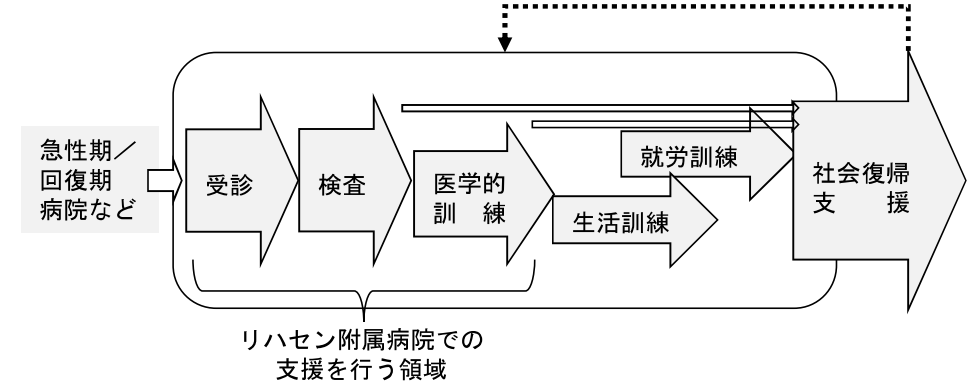 急性期／
回復期
病院など
受診
検査
医学的
訓　練
生活訓練
就労訓練
社会復帰
支　　援
リハセン附属病院での
支援を行う領域